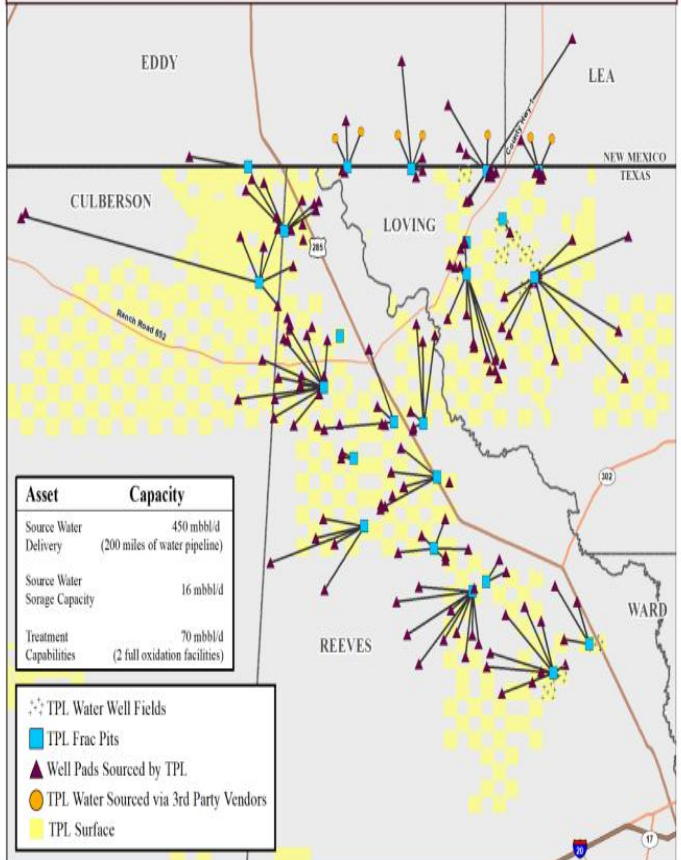 EDDY
LEA
County Hwy 1
NEW MEXICO
TEXAS
CULBERSON
LOVING
285
Ranch Road 652
302
Asset Capacity
Source Water 450 mbbl/d
Delivery (200 miles of water pipeline)
Source Water
Sorage Capacity 16 mbbl/d
Treatment 70 mbbl/d
Capabilities (2 full oxidation facilities)
WARD
REEVES
TPL Water Well Fields
TPL Frac Pits
Well Pads Sourced by TPL
TPL Water Sourced via 3rd Party Vendors
TPL Surface
17
20